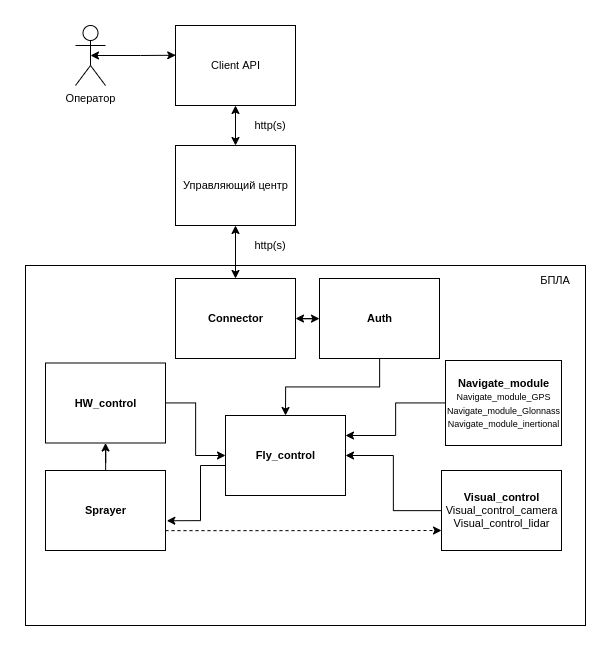 Client API
Оператор
http(s)
Управляющий центр
http(s)
БПЛА
Connector
Auth
HW_control
Navigate_module
Navigate_module_GPS
Navigate_module_Glonnass
Navigate_module_inertional
Fly_control
Sprayer
Visual_control
Visual_control_camera
Visual_control_lidar